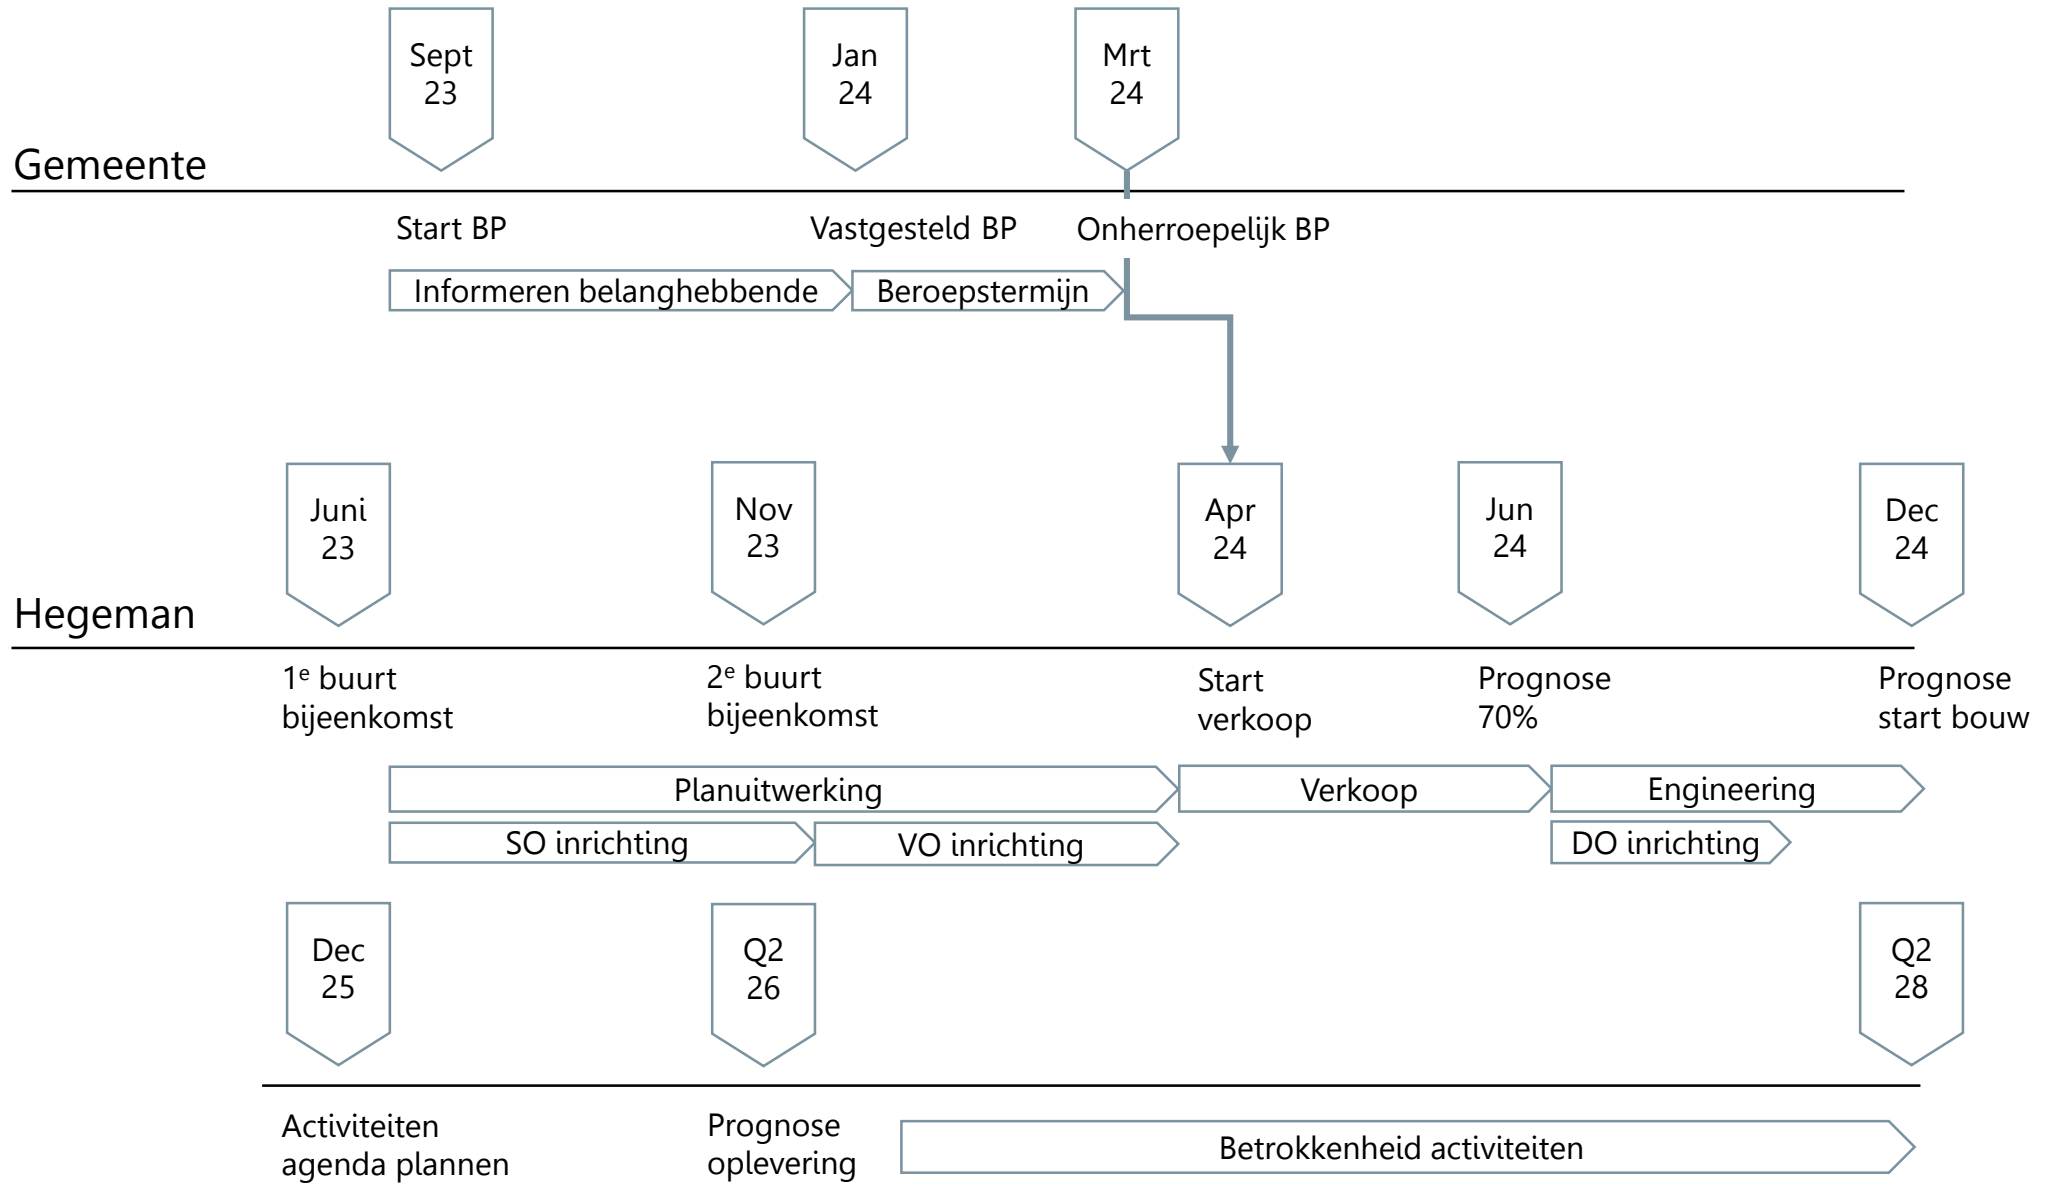 Sept
23
Jan
24
Mrt
24
Gemeente
Start BP
Vastgesteld BP
Onherroepelijk BP
Informeren belanghebbende
Beroepstermijn
Juni
23
Nov
23
Apr
24
Jun
24
Dec
24
Hegeman
1e buurt
bijeenkomst
2e buurt
bijeenkomst
Start
verkoop
Prognose
70%
Prognose
start bouw
Planuitwerking
Verkoop
Engineering
SO inrichting
VO inrichting
DO inrichting
Dec
25
Q2
26
Q2
28
Activiteiten
agenda plannen
Prognose
oplevering
Betrokkenheid activiteiten